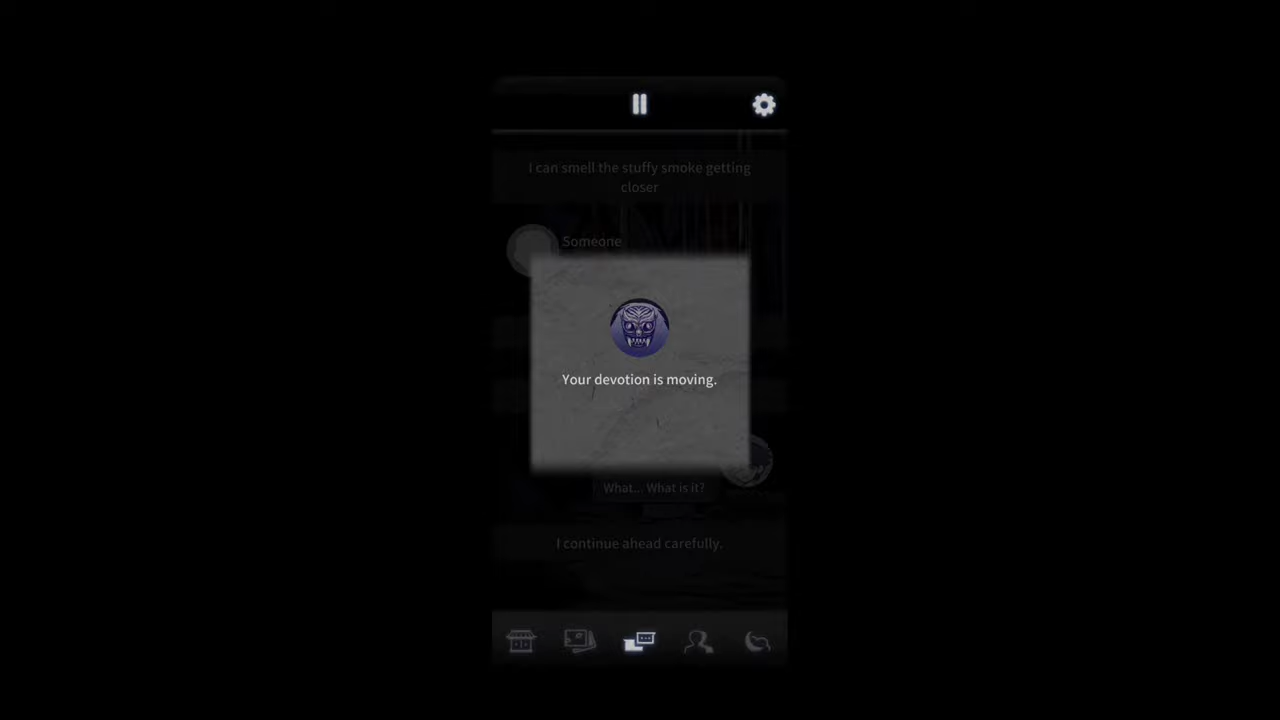 I can smell the stuffy smoke getting
closer
Someone
Your devotion is moving.
What... What is it?
I continue ahead carefully.